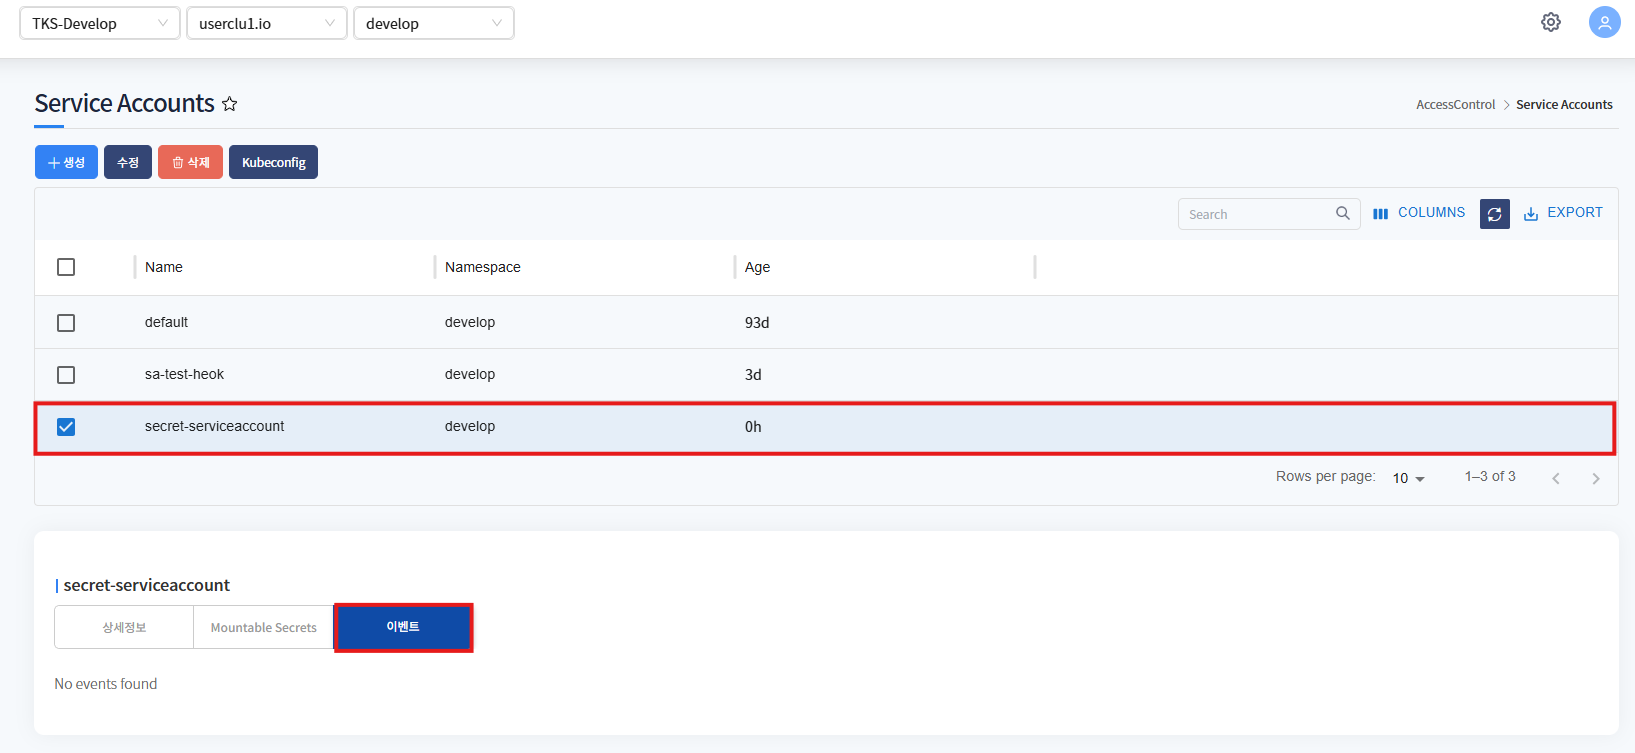 TKS-Develop userclu1.io develop
Service Accounts
AccessControl > Service Accounts
생성 수정 삭제 Kubeconfig
Search COLUMNS EXPORT
Name Namespace Age
default develop 93d
sa-test-heok develop 3d
secret-serviceaccount develop 0h
Rows per page: 10 1–3 of 3
secret-serviceaccount
상세정보 Mountable Secrets 이벤트
No events found